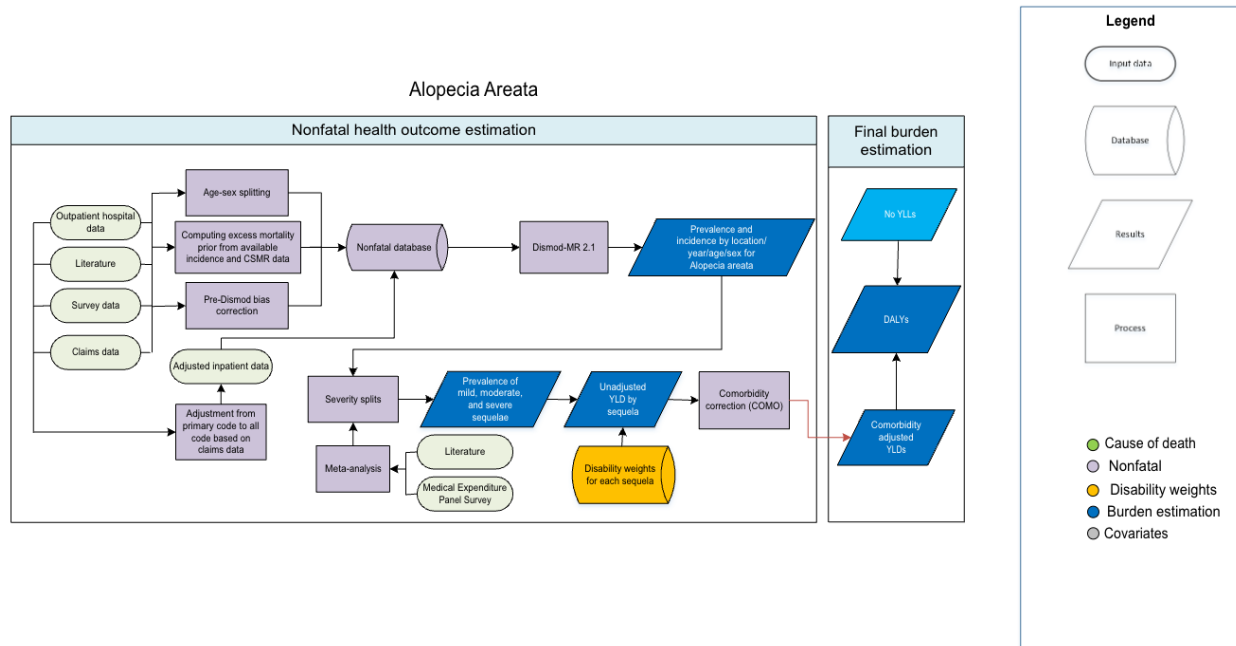 Alopecia Areata
Nonfatal health outcome estimation
Outpatient hospital
data
Literature
Survey data
Claims data
Age-sex splitting
Computing excess mortality
prior from available
incidence and CSMR data
Pre-Dismod bias
correction
Adjusted inpatient data
Adjustment from
primary code to all
code based on
claims data
Nonfatal database
Dismod-MR 2.1
Prevalence and
incidence by location/
year/age/sex for
Alopecia areata
Severity splits
Meta-analysis
Literature
Medical Expenditure
Panel Survey
Prevalence of
mild, moderate,
and severe
sequelae
Unadjusted
YLD by
sequela
Disability weights
for each sequela
Comorbidity
correction (COMO)
Final burden
estimation
No YLLs
DALYs
Comorbidity
adjusted
YLDs
Legend
Input data
Database
Results
Process
Cause of death
Nonfatal
Disability weights
Burden estimation
Covariates